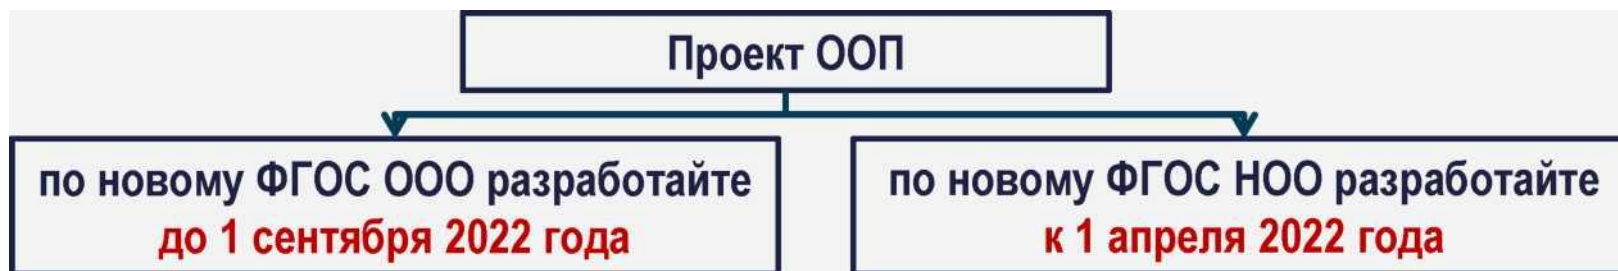 Проект ООП
по новому ФГОС ООО разработайте
до 1 сентября 2022 года
по новому ФГОС НОО разработайте
к 1 апреля 2022 года